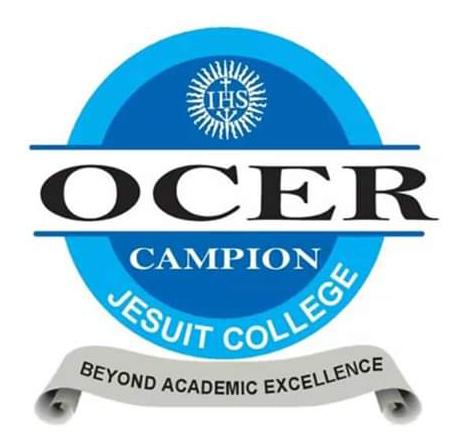 IHS
OCER
CAMPION
JESUIT COLLEGE
BEYOND ACADEMIC EXCELLENCE